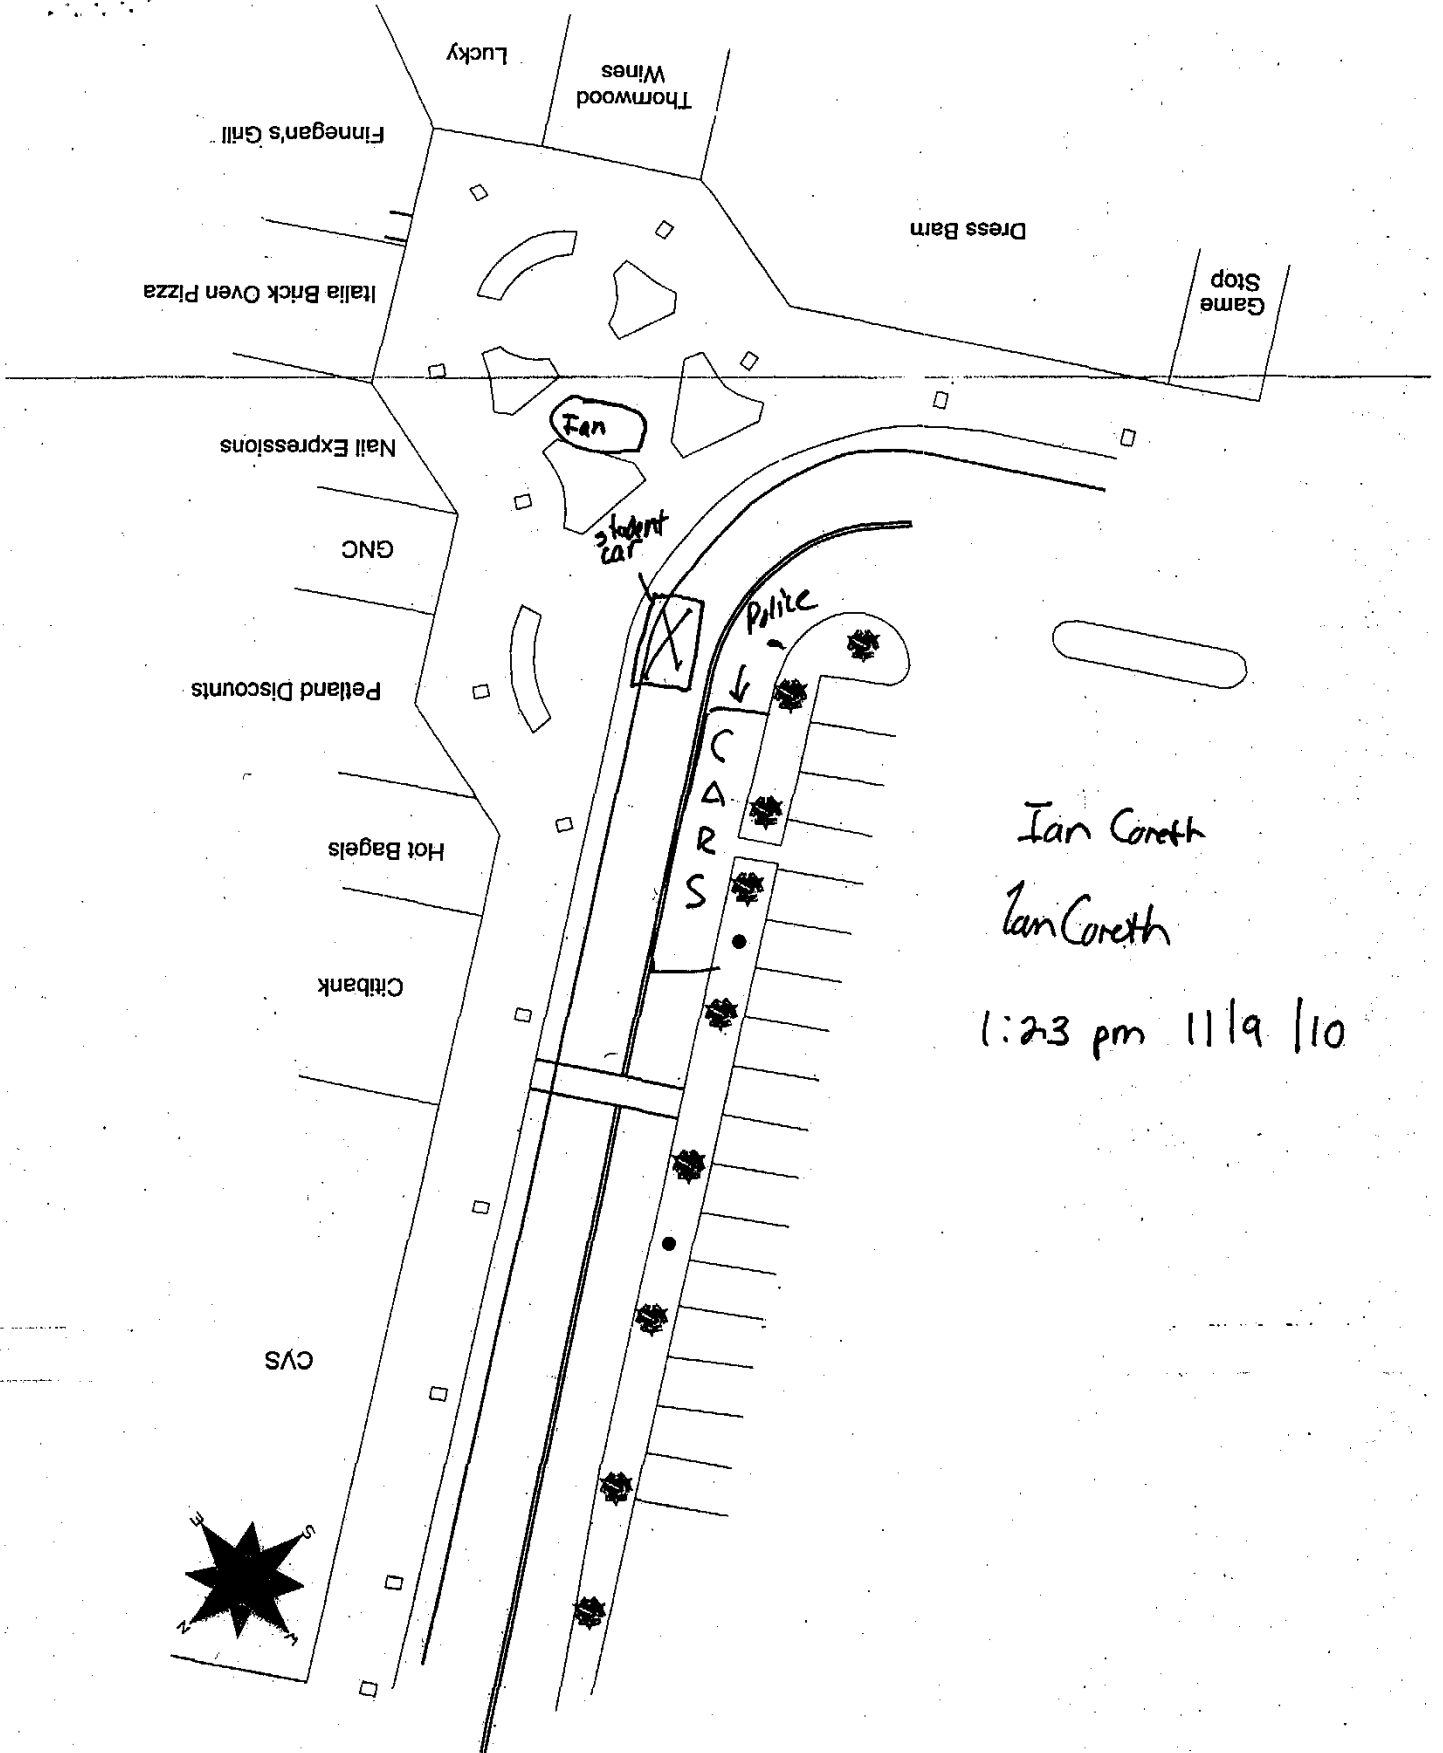 Lucky
Thornwood
Wines
Finnegan's Grill
Dress Barn
Italia Brick Oven Pizza
Game
Stop
Ian
Nail Expressions
student
car
GNC
Police
Petland Discounts
CARS
Hot Bagels
Ian Coreth
Ian Coreth
Citibank
1:23 pm 11/9/10
CVS
E
S
N
W